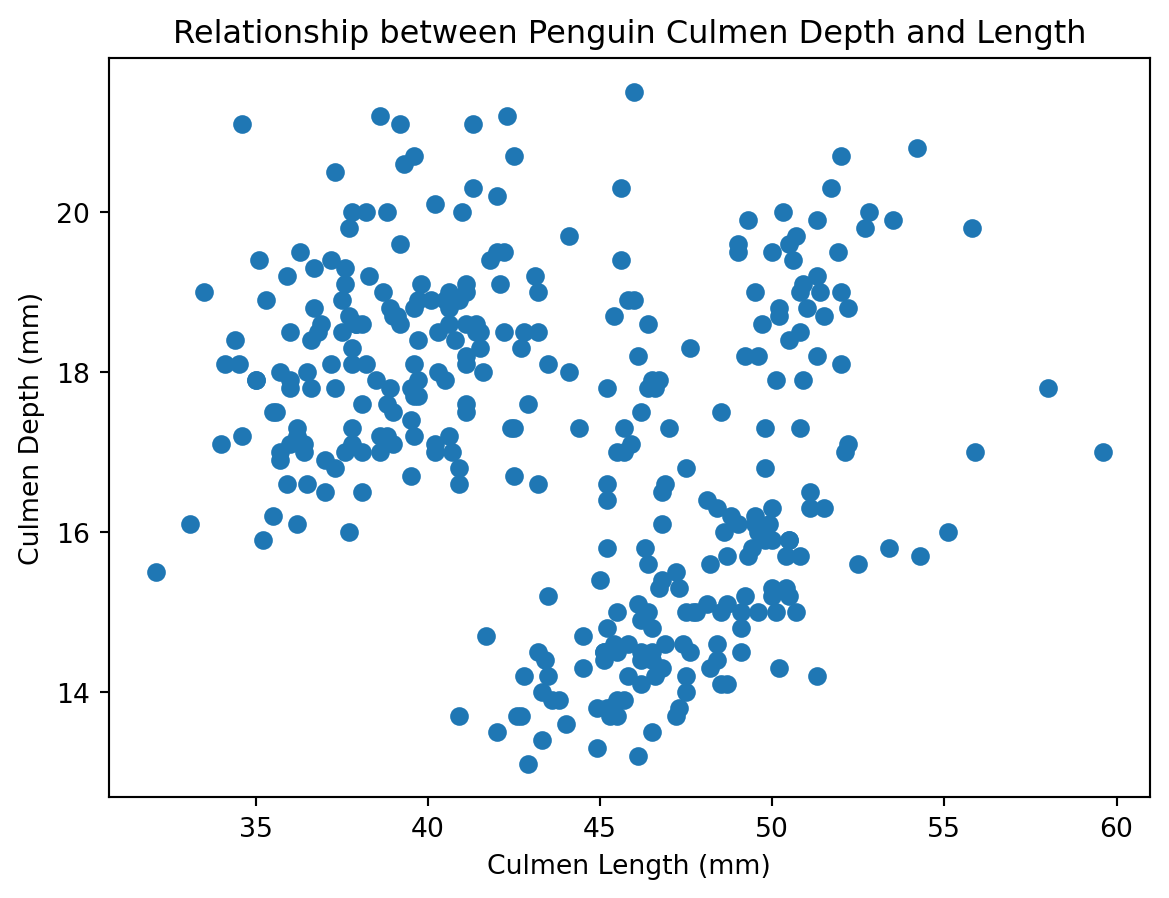 Relationship between Penguin Culmen Depth and Length
Culmen Depth (mm)
20
18
16
14
35 40 45 50 55 60
Culmen Length (mm)